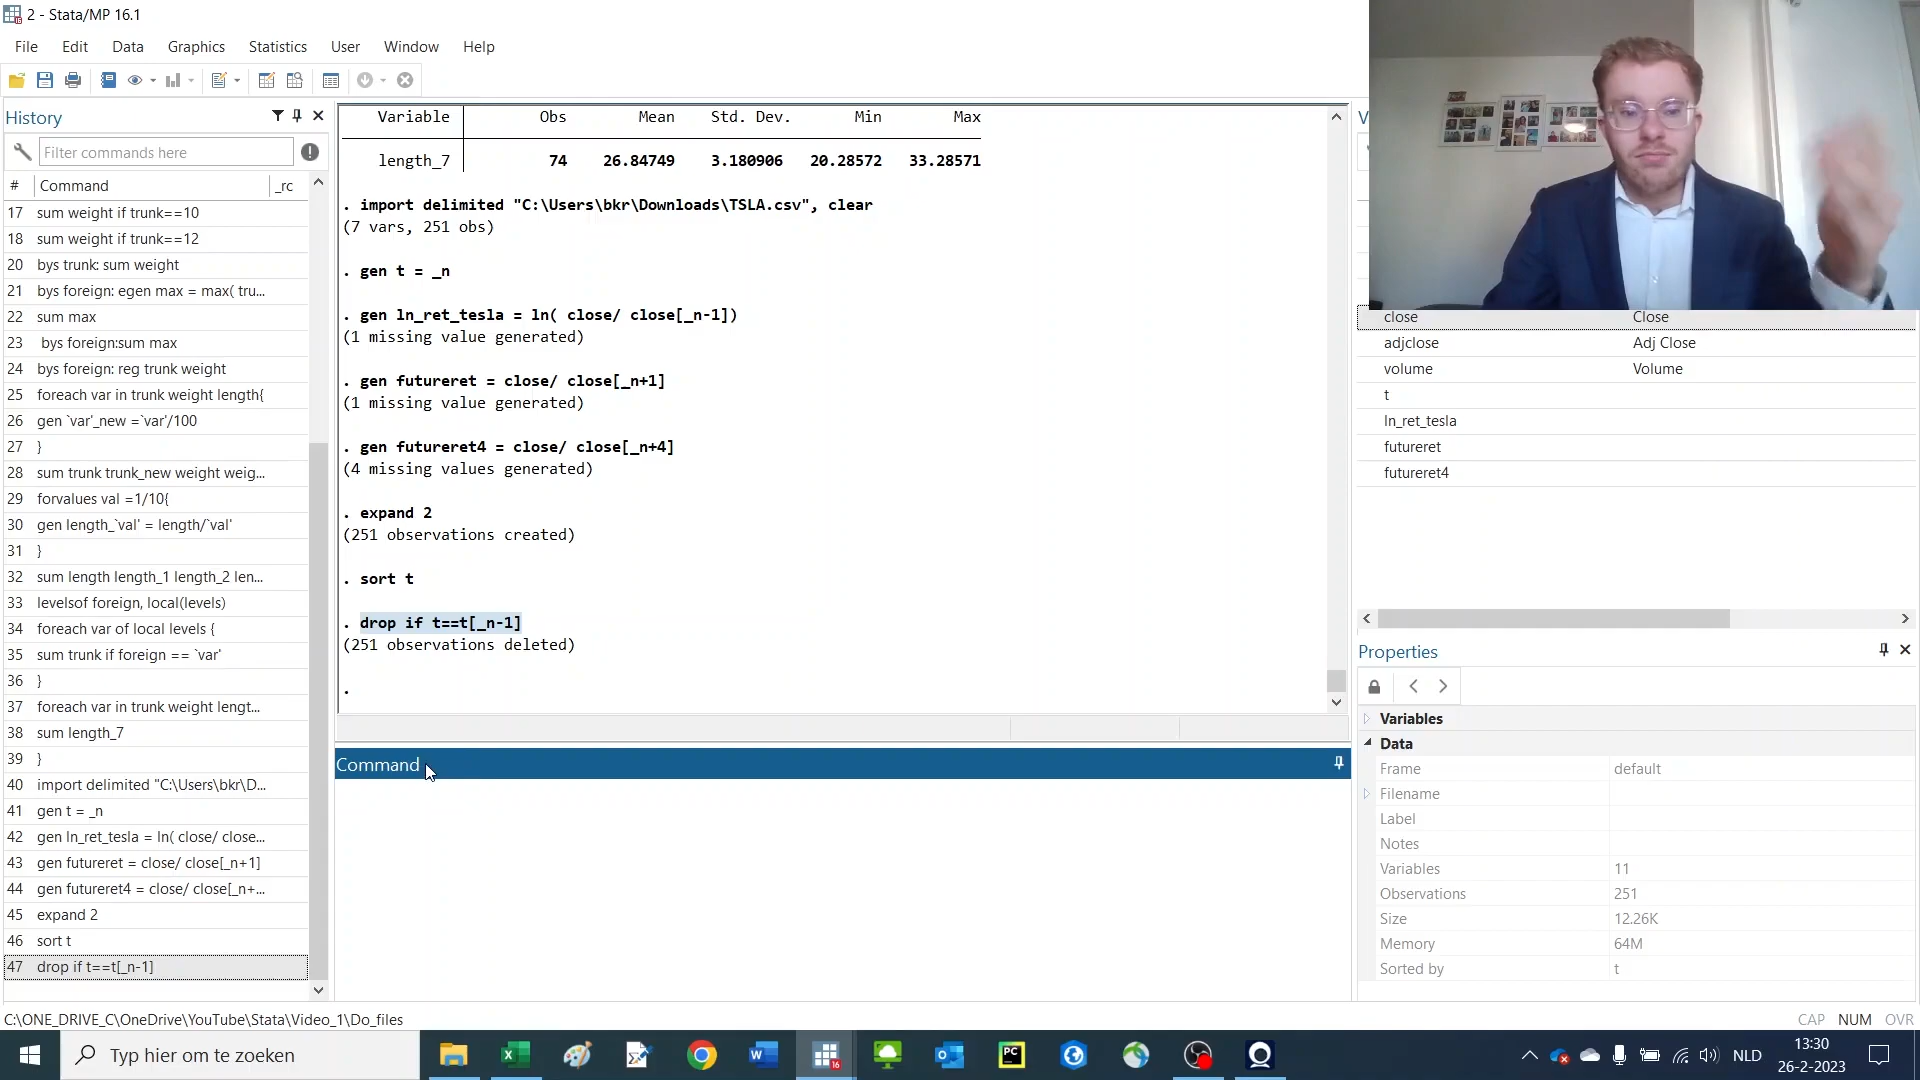 2 - Stata/MP 16.1
File Edit Data Graphics Statistics User Window Help
History
Filter commands here
# Command _rc
17 sum weight if trunk==10
18 sum weight if trunk==12
20 bys trunk: sum weight
21 bys foreign: egen max = max( tru...
22 sum max
23 bys foreign:sum max
24 bys foreign: reg trunk weight
25 foreach var in trunk weight length{
26 gen `var'_new =`var'/100
27 }
28 sum trunk trunk_new weight weig...
29 forvalues val =1/10{
30 gen length_`val' = length/`val'
31 }
32 sum length length_1 length_2 len...
33 levelsof foreign, local(levels)
34 foreach var of local levels {
35 sum trunk if foreign == `var'
36 }
37 foreach var in trunk weight lengt...
38 sum length_7
39 }
40 import delimited "C:\Users\bkr\D...
41 gen t = _n
42 gen ln_ret_tesla = ln( close/ close...
43 gen futureret = close/ close[_n+1]
44 gen futureret4 = close/ close[_n+...
45 expand 2
46 sort t
47 drop if t==t[_n-1]
Variable Obs Mean Std. Dev. Min Max
length_7 74 26.84749 3.180906 20.28572 33.28571
. import delimited "C:\Users\bkr\Downloads\TSLA.csv", clear
(7 vars, 251 obs)
. gen t = _n
. gen ln_ret_tesla = ln( close/ close[_n-1])
(1 missing value generated)
. gen futureret = close/ close[_n+1]
(1 missing value generated)
. gen futureret4 = close/ close[_n+4]
(4 missing values generated)
. expand 2
(251 observations created)
. sort t
. drop if t==t[_n-1]
(251 observations deleted)
.
Command
V
close Close
adjclose Adj Close
volume Volume
t
ln_ret_tesla
futureret
futureret4
Properties
Variables
Data
Frame default
Filename
Label
Notes
Variables 11
Observations 251
Size 12.26K
Memory 64M
Sorted by t
C:\ONE_DRIVE_C\OneDrive\YouTube\Stata\Video_1\Do_files
CAP NUM OVR
Typ hier om te zoeken
16
PC
NLD
13:30
26-2-2023